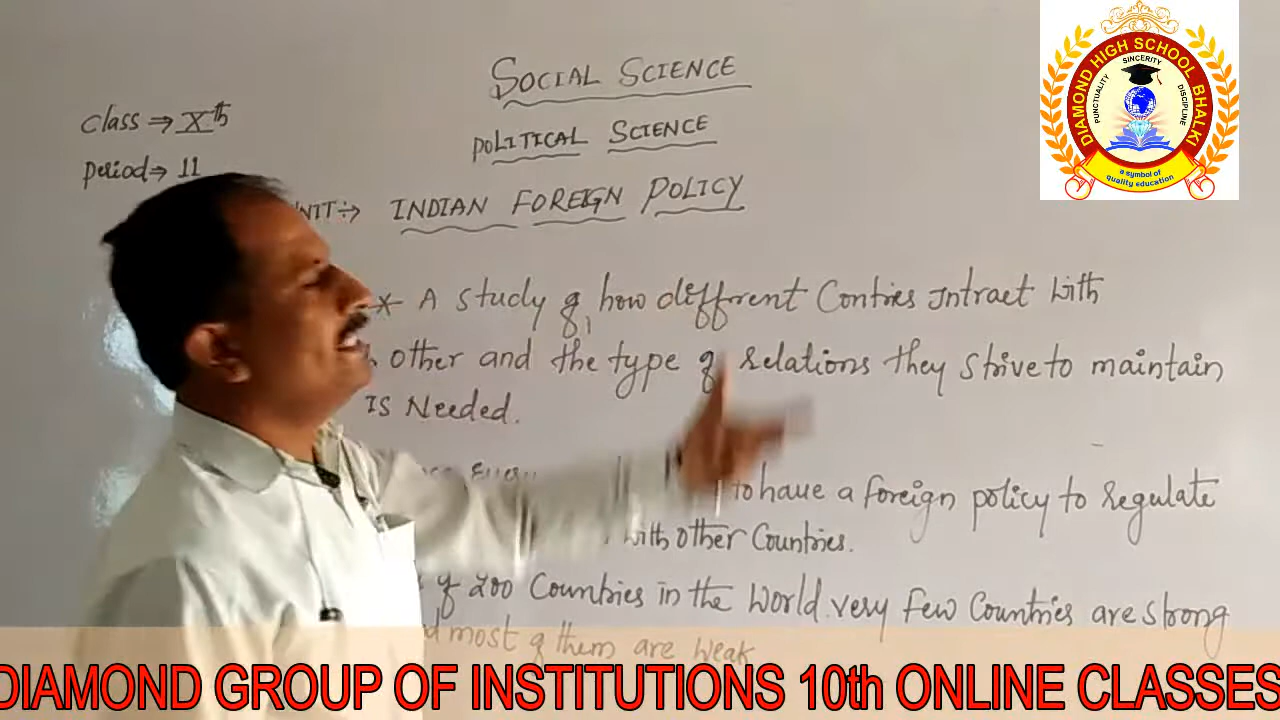 SOCIAL SCIENCE
class ⇒ Xth
POLITICAL SCIENCE
Period → 11
UNIT ÷> INDIAN FOREIGN POLICY
* A Study of how different Contries Intract with
other and the type of relations they strive to maintain
IS Needed.
to have a foreign policy to regulate
with other Countries.
of 200 Countries in the World very few Countries are strong
most of them are weak
DIAMOND HIGH SCHOOL BHALKI
SINCERITY
PUNCTUALITY
DISCIPLINE
a symbol of
quality education
DIAMOND GROUP OF INSTITUTIONS 10th ONLINE CLASSES